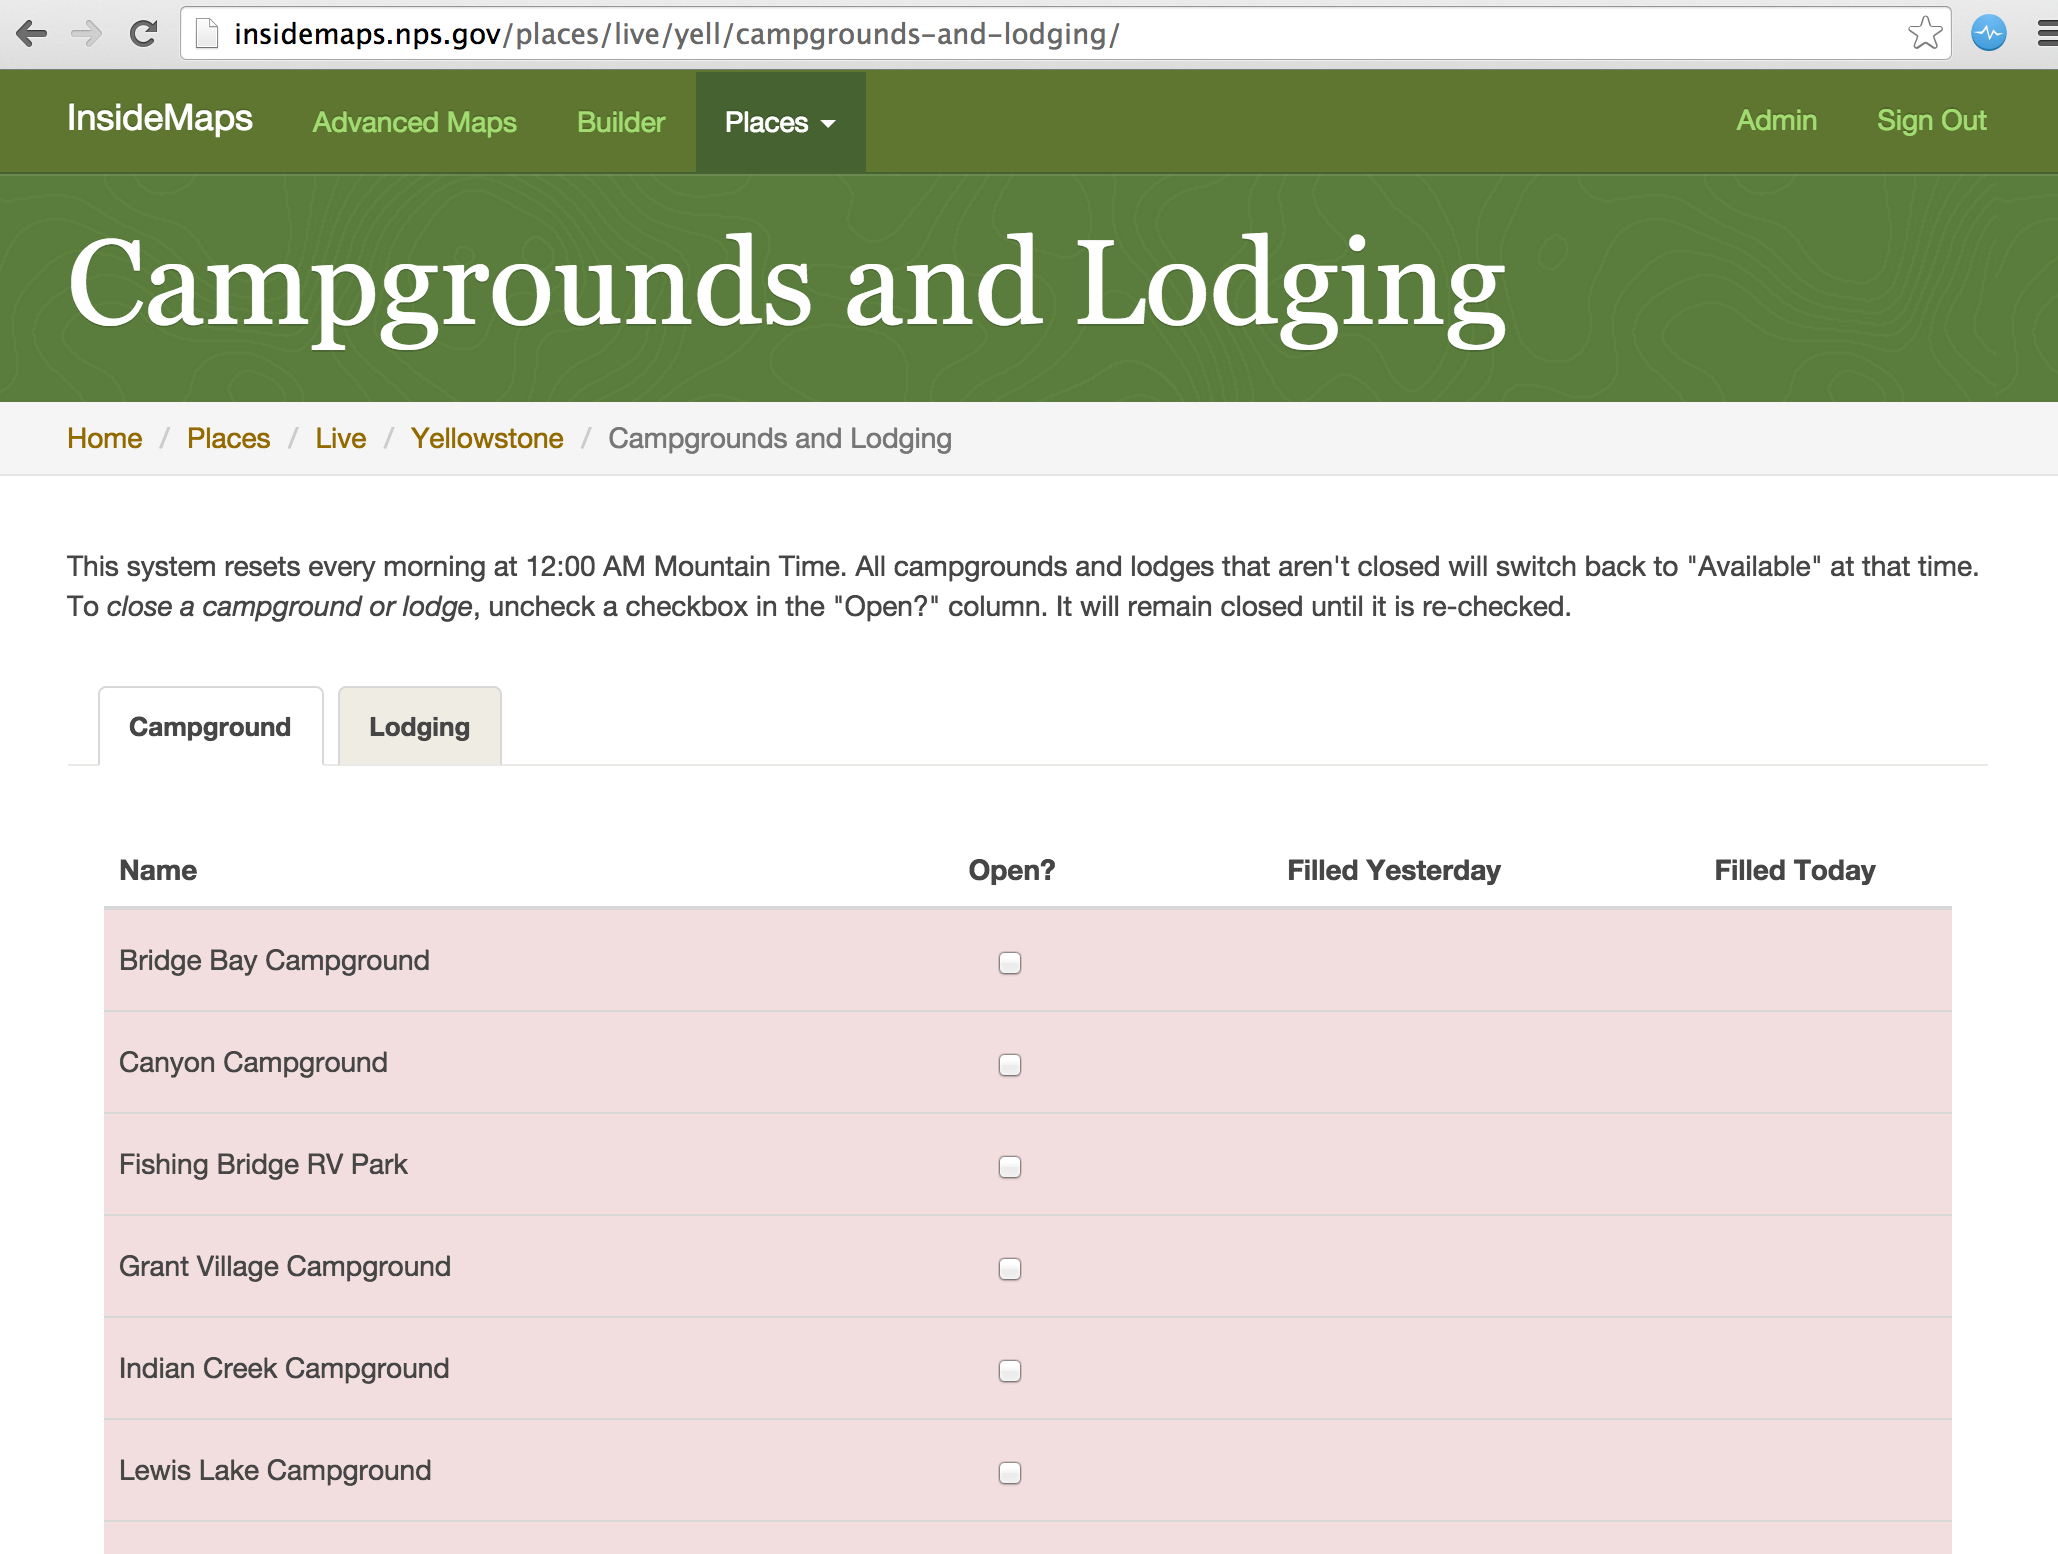 insidemaps.nps.gov/places/live/yell/campgrounds-and-lodging/
InsideMaps Advanced Maps Builder Places Admin Sign Out
Campgrounds and Lodging
Home / Places / Live / Yellowstone / Campgrounds and Lodging
This system resets every morning at 12:00 AM Mountain Time. All campgrounds and lodges that aren't closed will switch back to "Available" at that time.
To close a campground or lodge, uncheck a checkbox in the "Open?" column. It will remain closed until it is re-checked.
Campground Lodging
Name Open? Filled Yesterday Filled Today
Bridge Bay Campground
Canyon Campground
Fishing Bridge RV Park
Grant Village Campground
Indian Creek Campground
Lewis Lake Campground